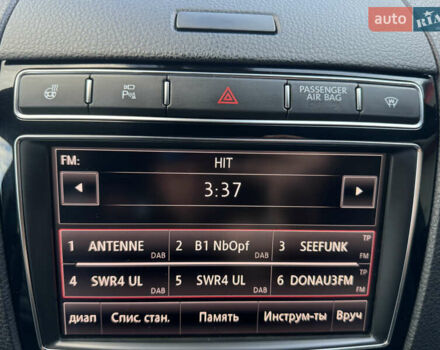 auto RIA
PASSENGER
AIR BAG
FM:
HIT
3:37
TP
1 ANTENNE DAB 2 B1 NbOpf DAB 3 SEEFUNK FM
TP
4 SWR4 UL DAB 5 SWR4 UL DAB 6 DONAU3FM FM
диап Спис. стан. Память Инструм-ты Вруч